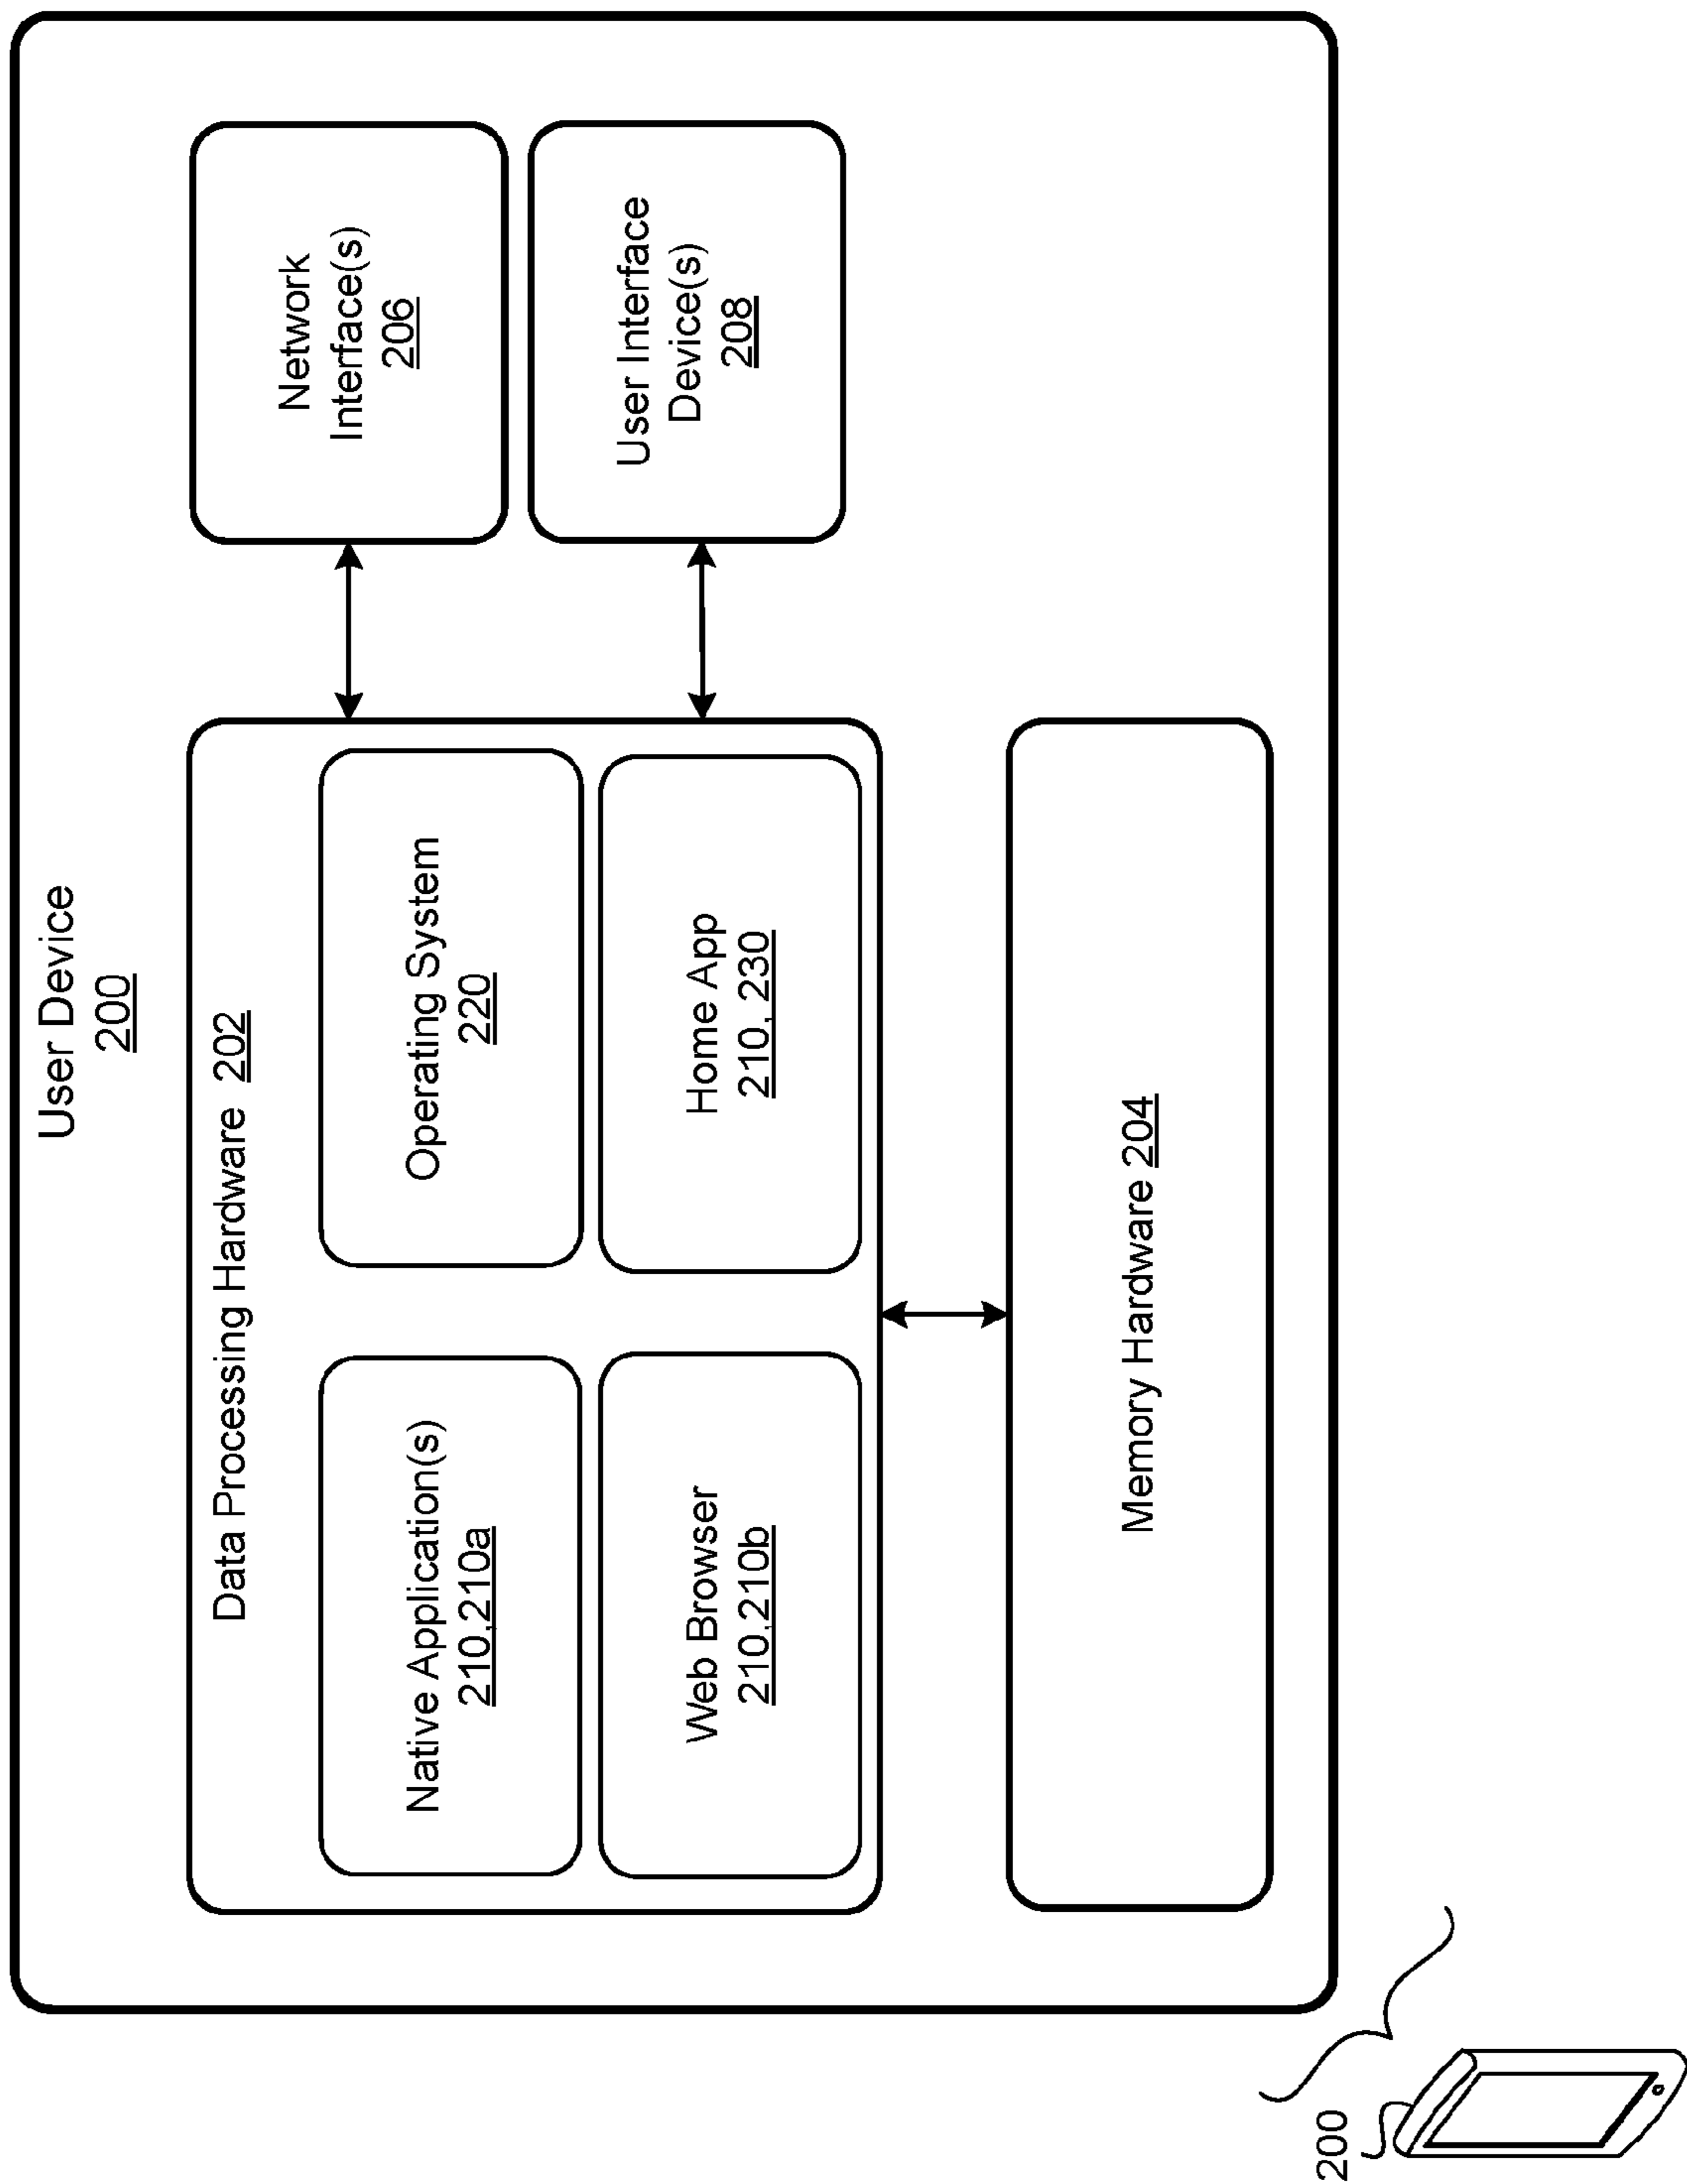 User Device
200
Data Processing Hardware 202
Native Application(s)
210,210a
Operating System
220
Web Browser
210,210b
Home App
210, 230
Network
Interface(s)
206
User Interface
Device(s)
208
Memory Hardware 204
200